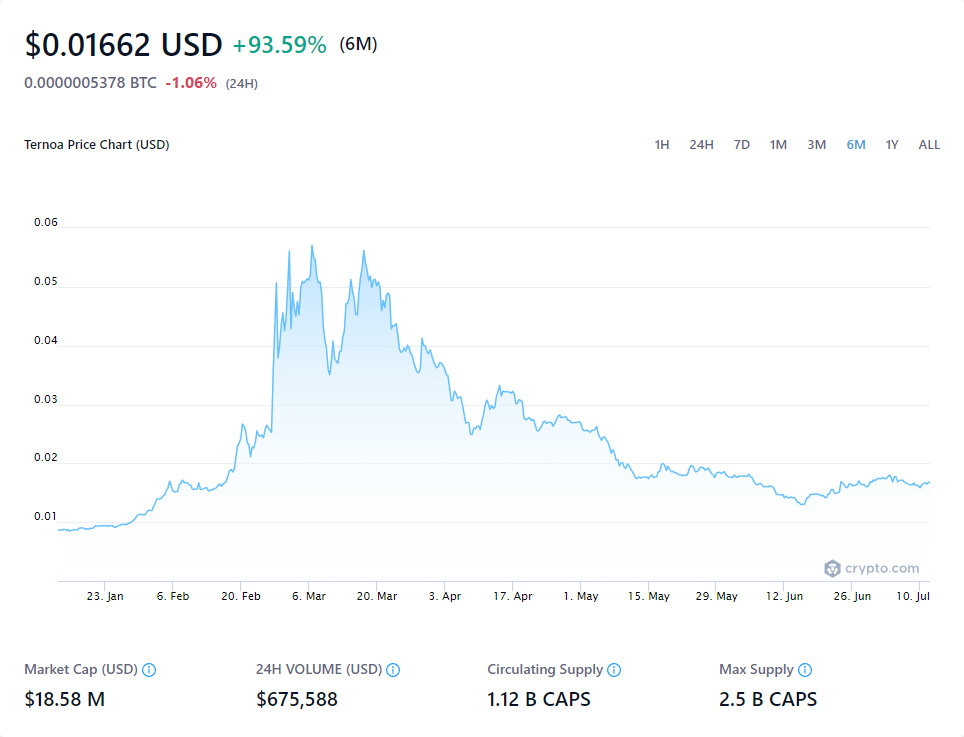 $0.01662 USD +93.59% (6M)
0.0000005378 BTC -1.06% (24H)
Ternoa Price Chart (USD)
1H 24H 7D 1M 3M 6M 1Y ALL
0.06
0.05
0.04
0.03
0.02
0.01
crypto.com
23. Jan 6. Feb 20. Feb 6. Mar 20. Mar 3. Apr 17. Apr 1. May 15. May 29. May 12. Jun 26. Jun 10. Jul
Market Cap (USD) 24H VOLUME (USD) Circulating Supply Max Supply
$18.58 M $675,588 1.12 B CAPS 2.5 B CAPS